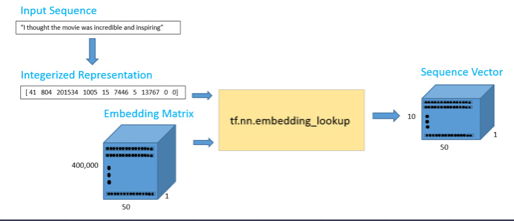 Input Sequence
"I thought the movie was incredible and inspiring"
Integerized Representation
[ 41 804 201534 1005 15 7446 5 13767 0 0]
Embedding Matrix
400,000
50
1
tf.nn.embedding_lookup
Sequence Vector
10
50
1